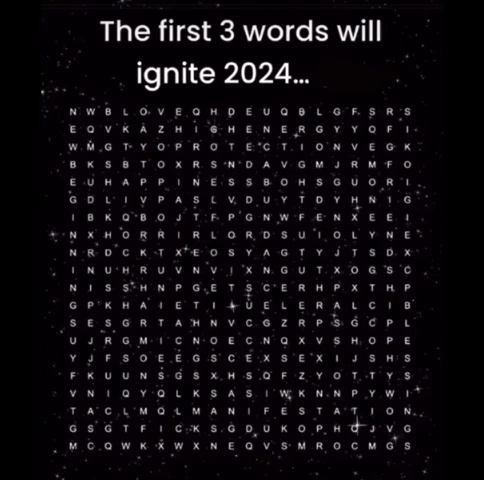 The first 3 words will
ignite 2024...
N W B L O V E Q H D E U Q B L G F S R S
E Q V K A Z H I G H E N E R G Y Y Q F I
W M G T Y O P R O T E C T I O N V E G K
B K S B T O X R S N D A V G M J R M F O
E U H A P P I N E S S B O H S G U O R I
G D L I V P A S L V D U Y T D Y H N I G
I B K Q B O J T F P G N W F E N X E E I
N X H O R R I R L O R D S U I O L Y N E
N R D C K T X E O S Y A G T Y J T S D X
I N U H R U V N V I X N G U T X O G S C
N I S S H N P G E T S C E R H P X T H P
G P K H A I E T I I U E L E R A L C I B
S E S G R T A H N V C G Z R P S G C P L
U J R G M I C N O E C N Q X V S H O P E
Y J F S O E E G S C E X S E X I J S H S
F K U U N S G S X H S Q F Z Y O T T Y S
V N I Q Y Q L K S A S I W K N N P Y W I
T A C L M Q L M A N I F E S T A T I O N
G S G T F I C K S G D U K O P H Q J V G
M C Q W K X W X N E Q V S M R O C M G S